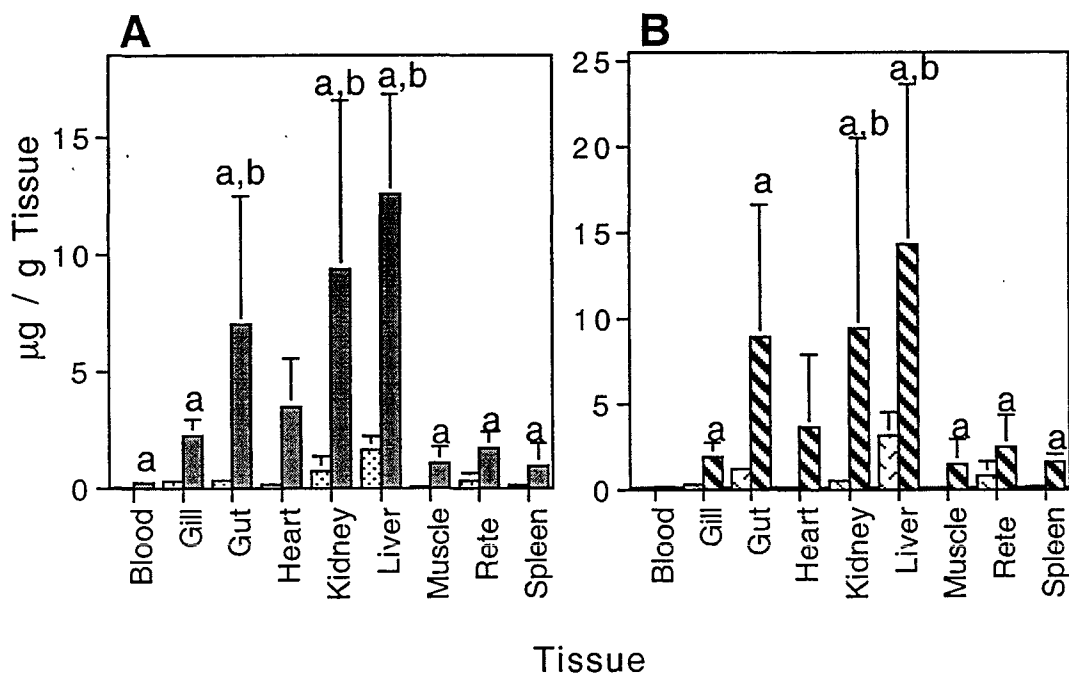 A
B
µg / g Tissue
15
10
5
0
a
a
a,b
a,b
a,b
a
a
a
Blood
Gill
Gut
Heart
Kidney
Liver
Muscle
Rete
Spleen
25
20
15
10
5
0
a
a
a,b
a,b
a
a
a
Blood
Gill
Gut
Heart
Kidney
Liver
Muscle
Rete
Spleen
Tissue